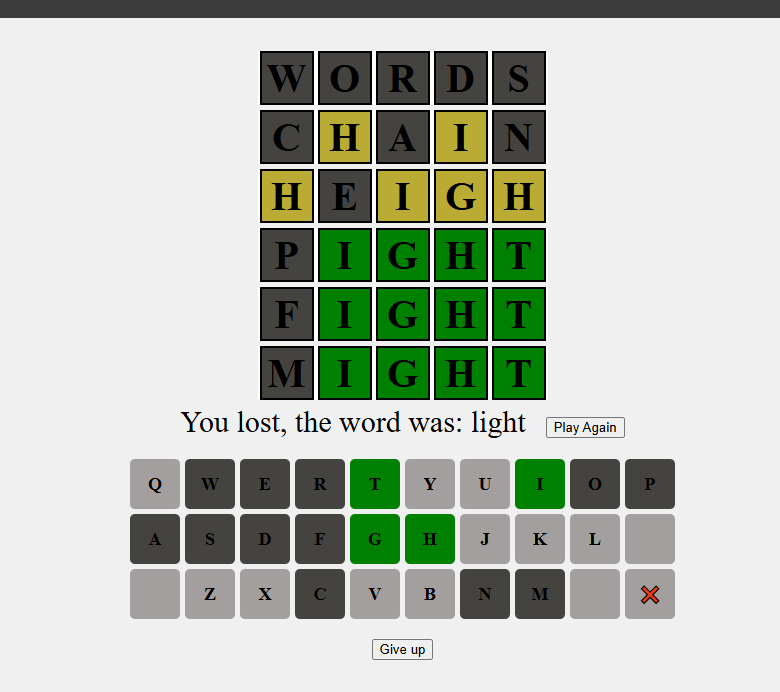 W O R D S
C H A I N
H E I G H
P I G H T
F I G H T
M I G H T
You lost, the word was: light Play Again
Q W E R T Y U I O P
A S D F G H J K L
Z X C V B N M
Give up